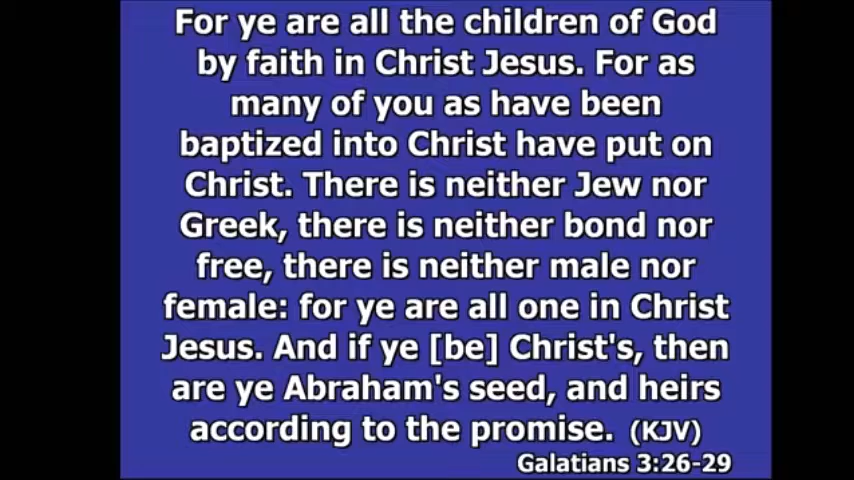 For ye are all the children of God
by faith in Christ Jesus. For as
many of you as have been
baptized into Christ have put on
Christ. There is neither Jew nor
Greek, there is neither bond nor
free, there is neither male nor
female: for ye are all one in Christ
Jesus. And if ye [be] Christ's, then
are ye Abraham's seed, and heirs
according to the promise. (KJV)
Galatians 3:26-29